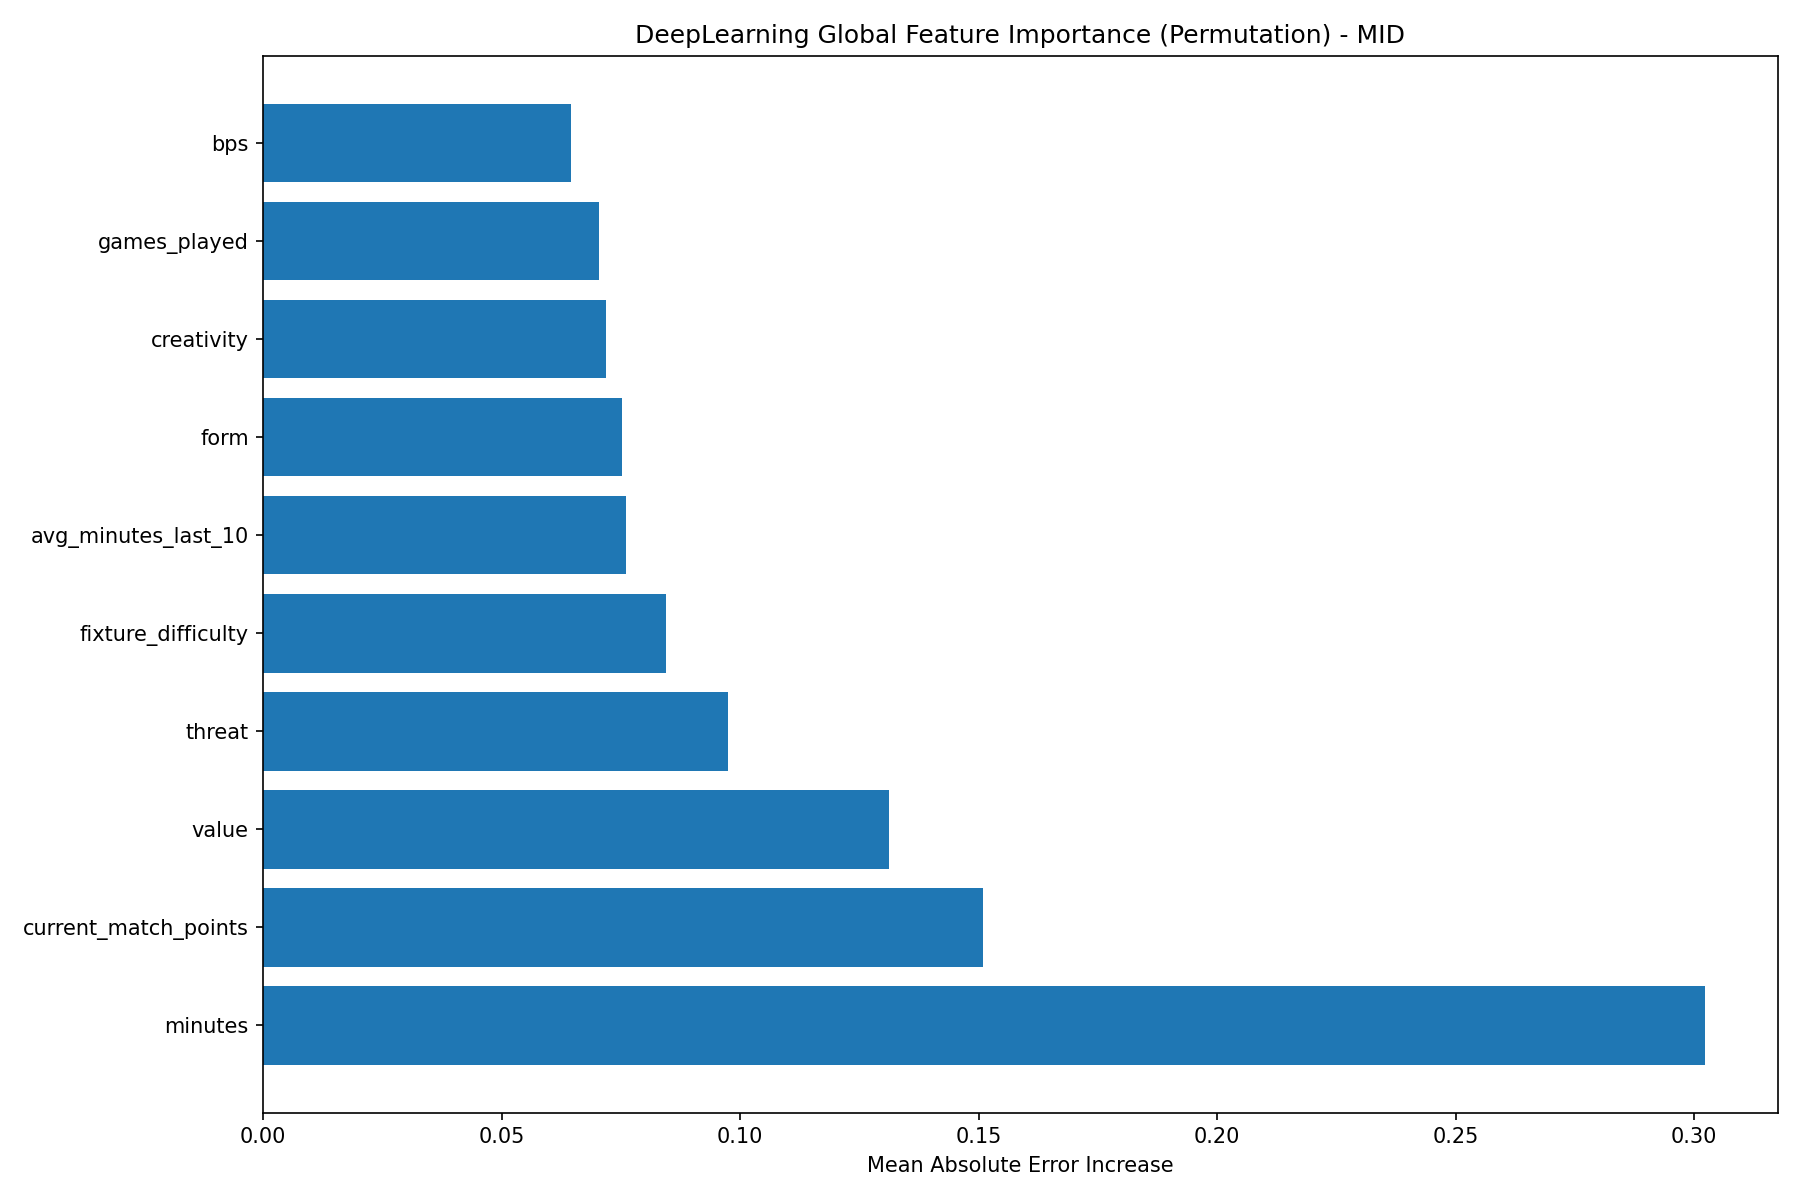 DeepLearning Global Feature Importance (Permutation) - MID
bps
games_played
creativity
form
avg_minutes_last_10
fixture_difficulty
threat
value
current_match_points
minutes
0.00 0.05 0.10 0.15 0.20 0.25 0.30
Mean Absolute Error Increase